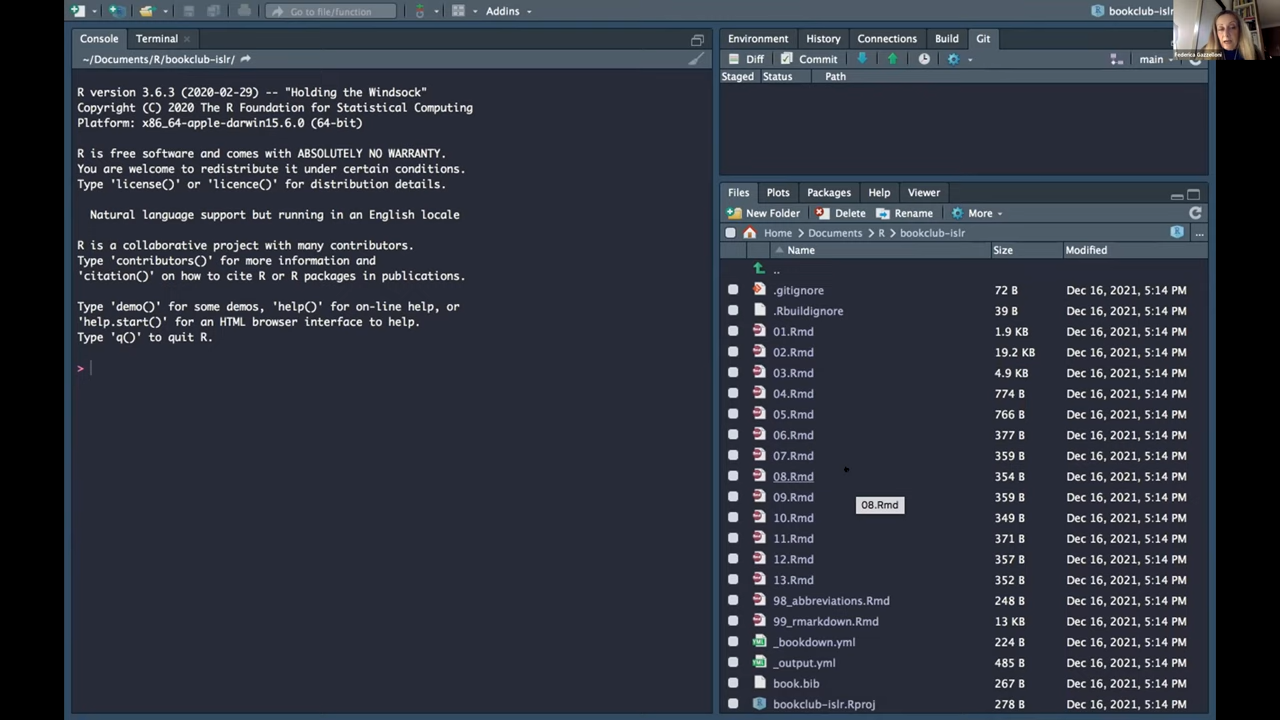 Go to file/function
Addins
bookclub-islr
Console
Terminal
~/Documents/R/bookclub-islr/
R version 3.6.3 (2020-02-29) -- "Holding the Windsock"
Copyright (C) 2020 The R Foundation for Statistical Computing
Platform: x86_64-apple-darwin15.6.0 (64-bit)
R is free software and comes with ABSOLUTELY NO WARRANTY.
You are welcome to redistribute it under certain conditions.
Type 'license()' or 'licence()' for distribution details.
Natural language support but running in an English locale
R is a collaborative project with many contributors.
Type 'contributors()' for more information and
'citation()' on how to cite R or R packages in publications.
Type 'demo()' for some demos, 'help()' for on-line help, or
'help.start()' for an HTML browser interface to help.
Type 'q()' to quit R.
>
Environment History Connections Build Git
Diff Commit main
Staged Status Path
Federica Gazzelloni
Files Plots Packages Help Viewer
New Folder Delete Rename More
Home Documents R bookclub-islr ...
Name Size Modified
..
.gitignore 72 B Dec 16, 2021, 5:14 PM
.Rbuildignore 39 B Dec 16, 2021, 5:14 PM
01.Rmd 1.9 KB Dec 16, 2021, 5:14 PM
02.Rmd 19.2 KB Dec 16, 2021, 5:14 PM
03.Rmd 4.9 KB Dec 16, 2021, 5:14 PM
04.Rmd 774 B Dec 16, 2021, 5:14 PM
05.Rmd 766 B Dec 16, 2021, 5:14 PM
06.Rmd 377 B Dec 16, 2021, 5:14 PM
07.Rmd 359 B Dec 16, 2021, 5:14 PM
08.Rmd 354 B Dec 16, 2021, 5:14 PM
09.Rmd 359 B Dec 16, 2021, 5:14 PM
08.Rmd
10.Rmd 349 B Dec 16, 2021, 5:14 PM
11.Rmd 371 B Dec 16, 2021, 5:14 PM
12.Rmd 357 B Dec 16, 2021, 5:14 PM
13.Rmd 352 B Dec 16, 2021, 5:14 PM
98_abbreviations.Rmd 248 B Dec 16, 2021, 5:14 PM
99_rmarkdown.Rmd 13 KB Dec 16, 2021, 5:14 PM
_bookdown.yml 224 B Dec 16, 2021, 5:14 PM
_output.yml 485 B Dec 16, 2021, 5:14 PM
book.bib 267 B Dec 16, 2021, 5:14 PM
bookclub-islr.Rproj 278 B Dec 16, 2021, 5:14 PM